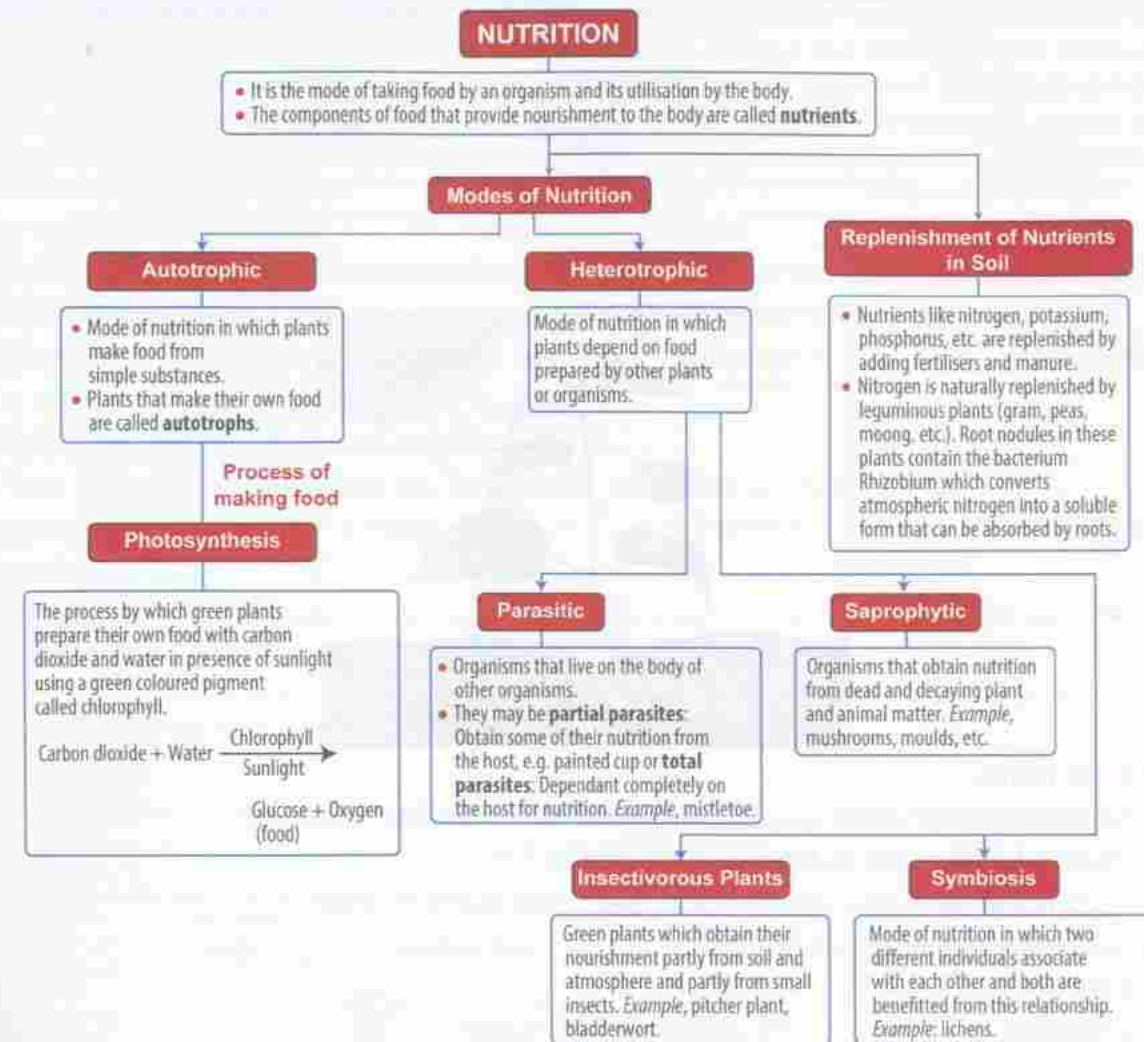 NUTRITION
• It is the mode of taking food by an organism and its utilisation by the body.
• The components of food that provide nourishment to the body are called nutrients.
Modes of Nutrition
Autotrophic
• Mode of nutrition in which plants
make food from
simple substances.
• Plants that make their own food
are called autotrophs.
Process of
making food
Photosynthesis
The process by which green plants
prepare their own food with carbon
dioxide and water in presence of sunlight
using a green coloured pigment
called chlorophyll.
Carbon dioxide + Water Chlorophyll
Sunlight
Glucose + Oxygen
(food)
Heterotrophic
Mode of nutrition in which
plants depend on food
prepared by other plants
or organisms.
Replenishment of Nutrients
in Soil
• Nutrients like nitrogen, potassium,
phosphorus, etc. are replenished by
adding fertilisers and manure.
• Nitrogen is naturally replenished by
leguminous plants (gram, peas,
moong, etc.). Root nodules in these
plants contain the bacterium
Rhizobium which converts
atmospheric nitrogen into a soluble
form that can be absorbed by roots.
Parasitic
• Organisms that live on the body of
other organisms.
• They may be partial parasites:
Obtain some of their nutrition from
the host, e.g. painted cup or total
parasites: Dependant completely on
the host for nutrition. Example, mistletoe.
Saprophytic
Organisms that obtain nutrition
from dead and decaying plant
and animal matter. Example,
mushrooms, moulds, etc.
Insectivorous Plants
Green plants which obtain their
nourishment partly from soil and
atmosphere and partly from small
insects. Example, pitcher plant,
bladderwort.
Symbiosis
Mode of nutrition in which two
different individuals associate
with each other and both are
benefitted from this relationship.
Example: lichens.